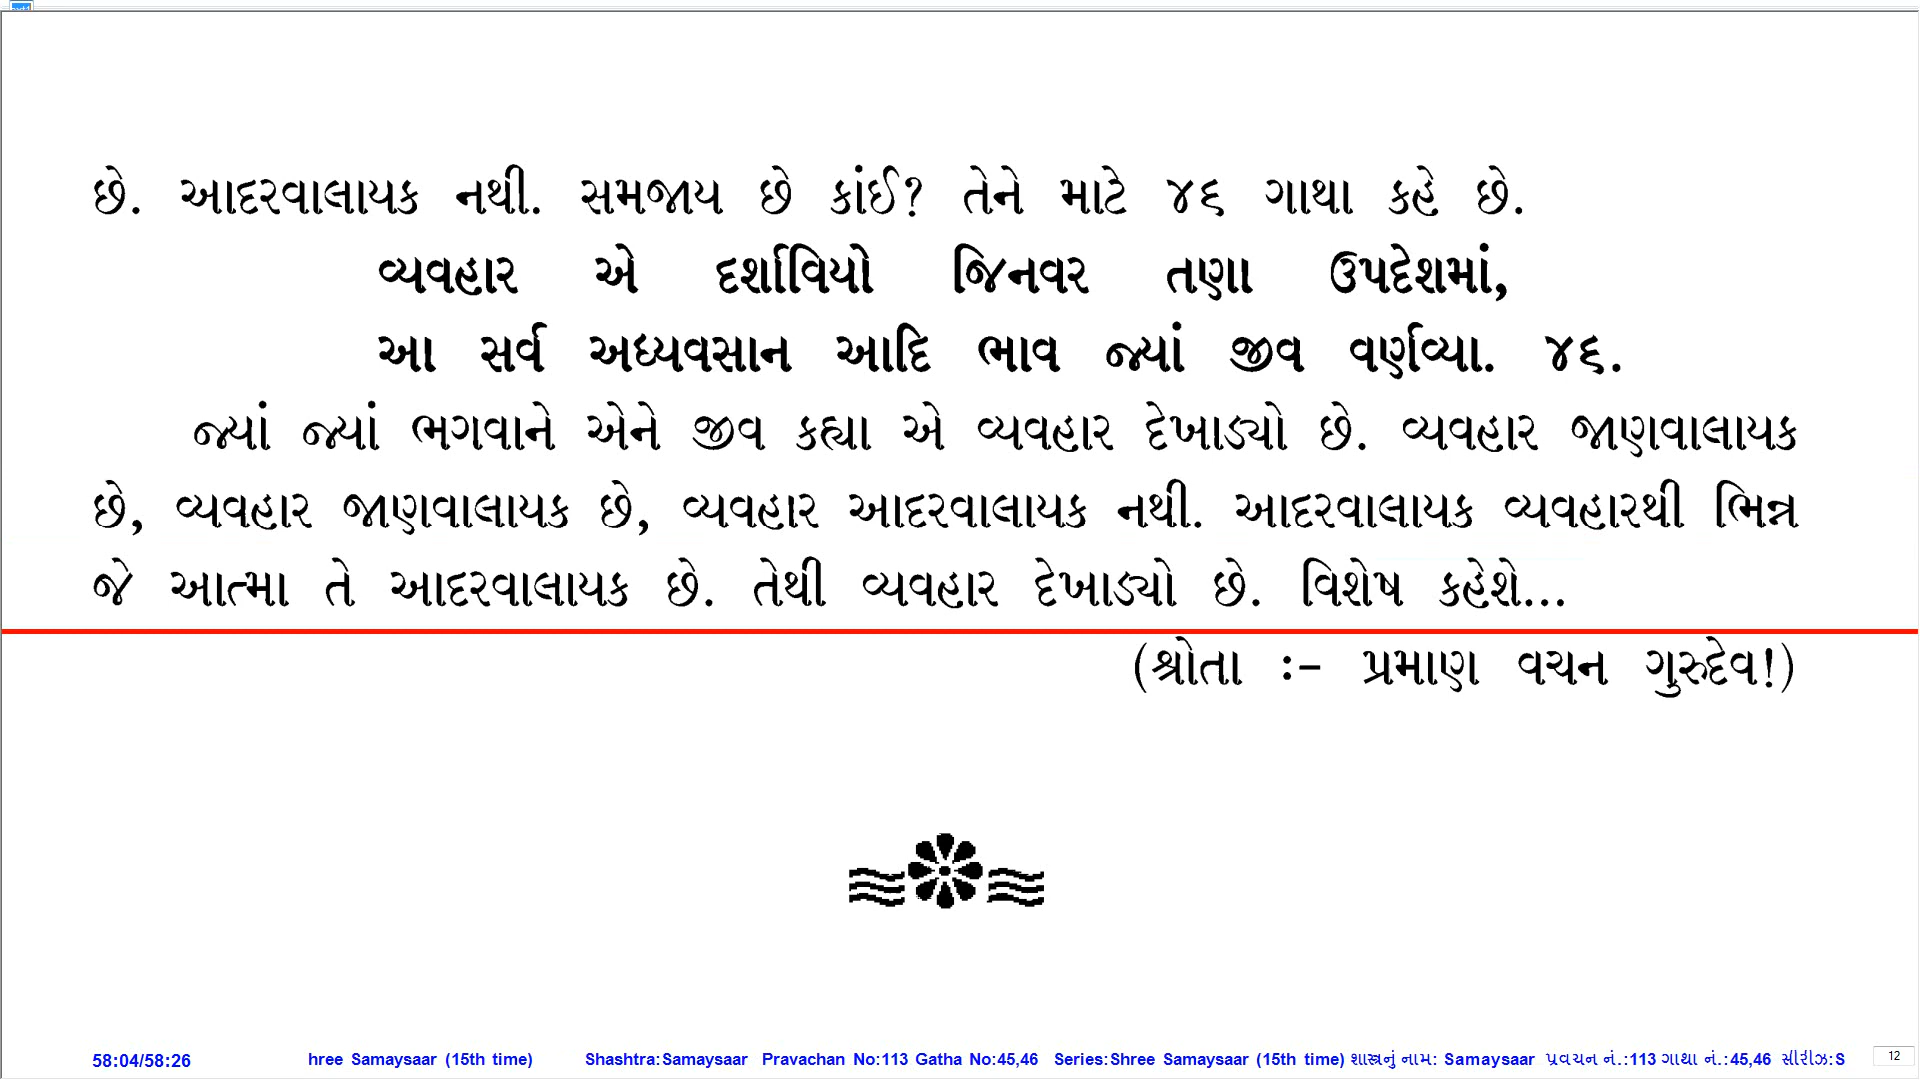 છે. આદરવાલાયક નથી. સમજાય છે કાંઈ? તેને માટે ૪૬ ગાથા કહે છે.
વ્યવહાર એ દર્શાવિયો જિનવર તણા ઉપદેશમાં,
આ સર્વ અધ્યવસાન આદિ ભાવ જ્યાં જીવ વર્ણવ્યા. ૪૬.
જ્યાં જ્યાં ભગવાને એને જીવ કહ્યા એ વ્યવહાર દેખાડ્યો છે. વ્યવહાર જાણવાલાયક
છે, વ્યવહાર જાણવાલાયક છે, વ્યવહાર આદરવાલાયક નથી. આદરવાલાયક વ્યવહારથી ભિન્ન
જે આત્મા તે આદરવાલાયક છે. તેથી વ્યવહાર દેખાડ્યો છે. વિશેષ કહેશે...
(શ્રોતા :- પ્રમાણ વચન ગુરુદેવ!)
58:04/58:26 hree Samaysaar (15th time) Shashtra:Samaysaar Pravachan No:113 Gatha No:45,46 Series:Shree Samaysaar (15th time) શાસ્ત્રનું નામ: Samaysaar પ્રવચન નં.:113 ગાથા નં.:45,46 સીરીઝ:S 12